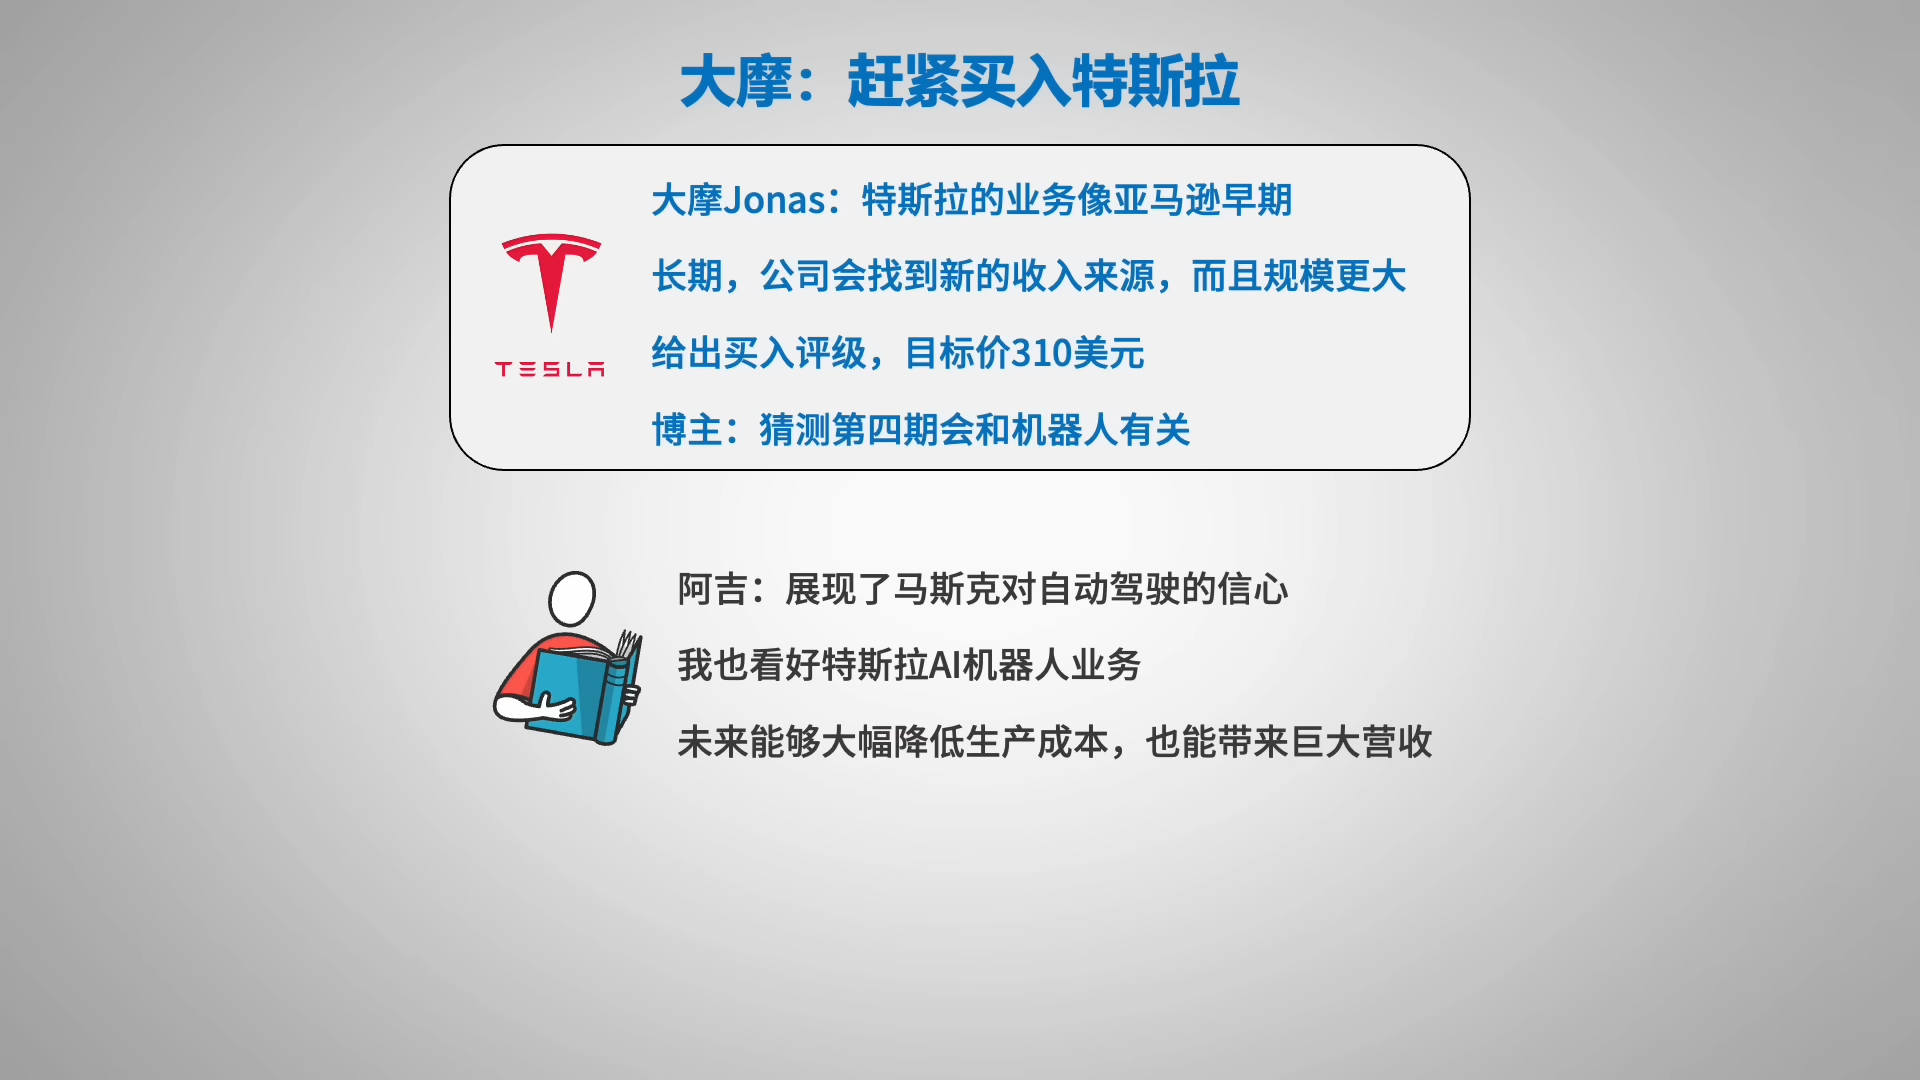 大摩：赶紧买入特斯拉
大摩Jonas：特斯拉的业务像亚马逊早期
长期，公司会找到新的收入来源，而且规模更大
给出买入评级，目标价310美元
博主：猜测第四期会和机器人有关
TESLA
阿吉：展现了马斯克对自动驾驶的信心
我也看好特斯拉AI机器人业务
未来能够大幅降低生产成本，也能带来巨大营收